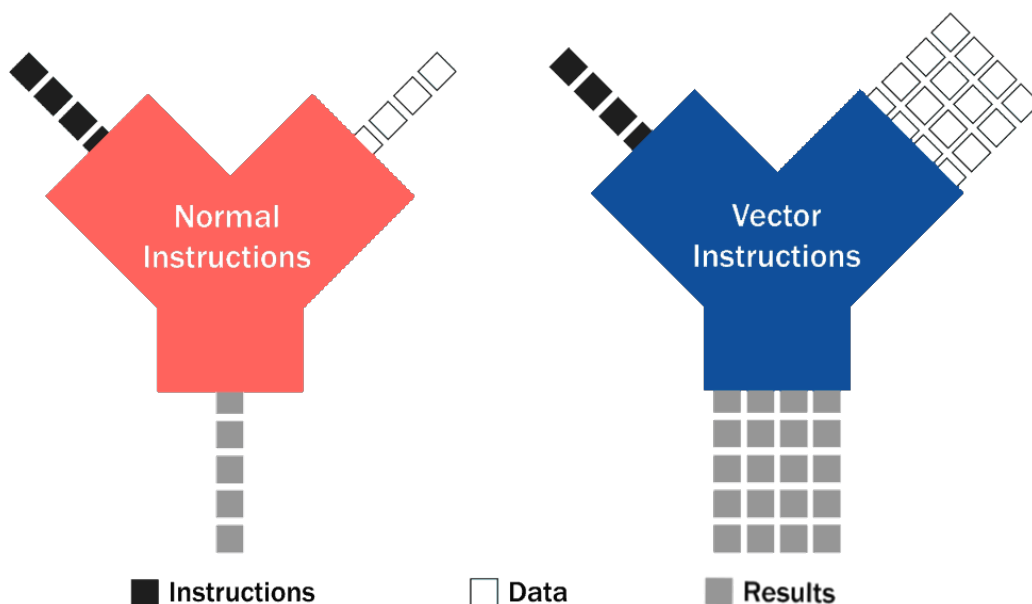 Normal
Instructions
Vector
Instructions
Instructions
Data
Results